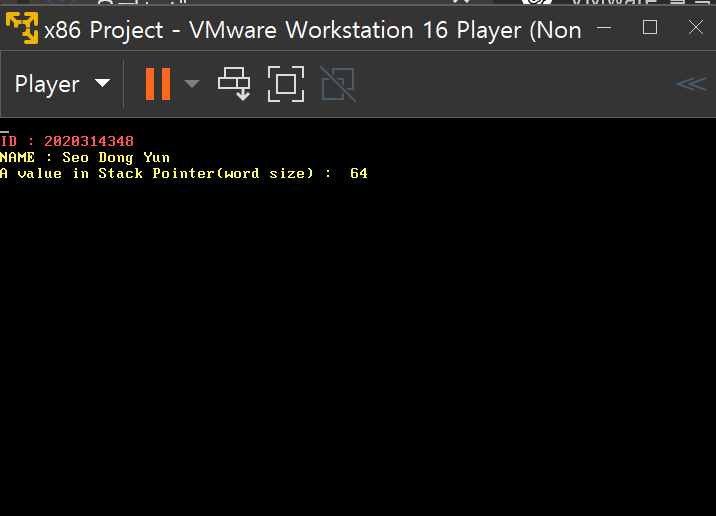 x86 Project - VMware Workstation 16 Player (Non
Player
ID : 2020314348
NAME : Seo Dong Yun
A value in Stack Pointer(word size) :  64